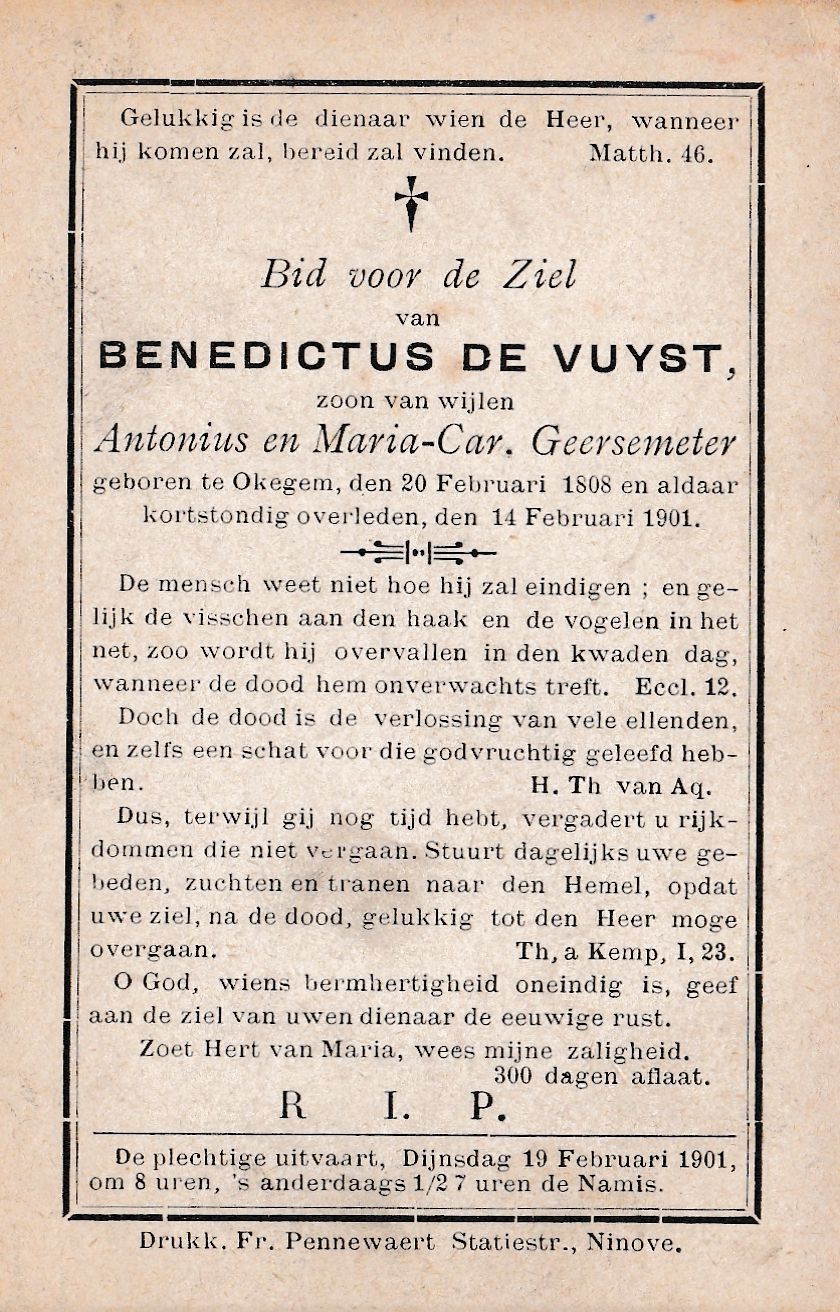 Gelukkig is de dienaar wien de Heer, wanneer
hij komen zal, bereid zal vinden. Matth. 46.
Bid voor de Ziel
van
BENEDICTUS DE VUYST,
zoon van wijlen
Antonius en Maria-Car. Geersemeter
geboren te Okegem, den 20 Februari 1808 en aldaar
kortstondig overleden, den 14 Februari 1901.
De mensch weet niet hoe hij zal eindigen ; en ge-
lijk de visschen aan den haak en de vogelen in het
net, zoo wordt hij overvallen in den kwaden dag,
wanneer de dood hem onverwachts treft. Eccl. 12.
Doch de dood is de verlossing van vele ellenden,
en zelfs een schat voor die godvruchtig geleefd heb-
ben. H. Th van Aq.
Dus, terwijl gij nog tijd hebt, vergadert u rijk-
dommen die niet vergaan. Stuurt dagelijks uwe ge-
beden, zuchten en tranen naar den Hemel, opdat
uwe ziel, na de dood, gelukkig tot den Heer moge
overgaan. Th, a Kemp, I, 23.
O God, wiens bermhertigheid oneindig is, geef
aan de ziel van uwen dienaar de eeuwige rust.
Zoet Hert van Maria, wees mijne zaligheid.
300 dagen aflaat.
R I. P.
De plechtige uitvaart, Dijnsdag 19 Februari 1901,
om 8 uren, 's anderdaags 1/2 7 uren de Namis.
Drukk. Fr. Pennewaert Statiestr., Ninove.